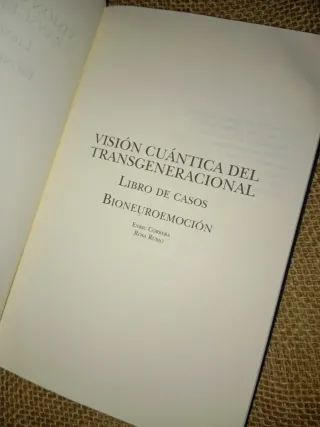 VISIÓN CUÁNTICA DEL
TRANSGENERACIONAL
LIBRO DE CASOS
BIONEUROEMOCIÓN
ENRIC CORBERA
ROSA RUBIO